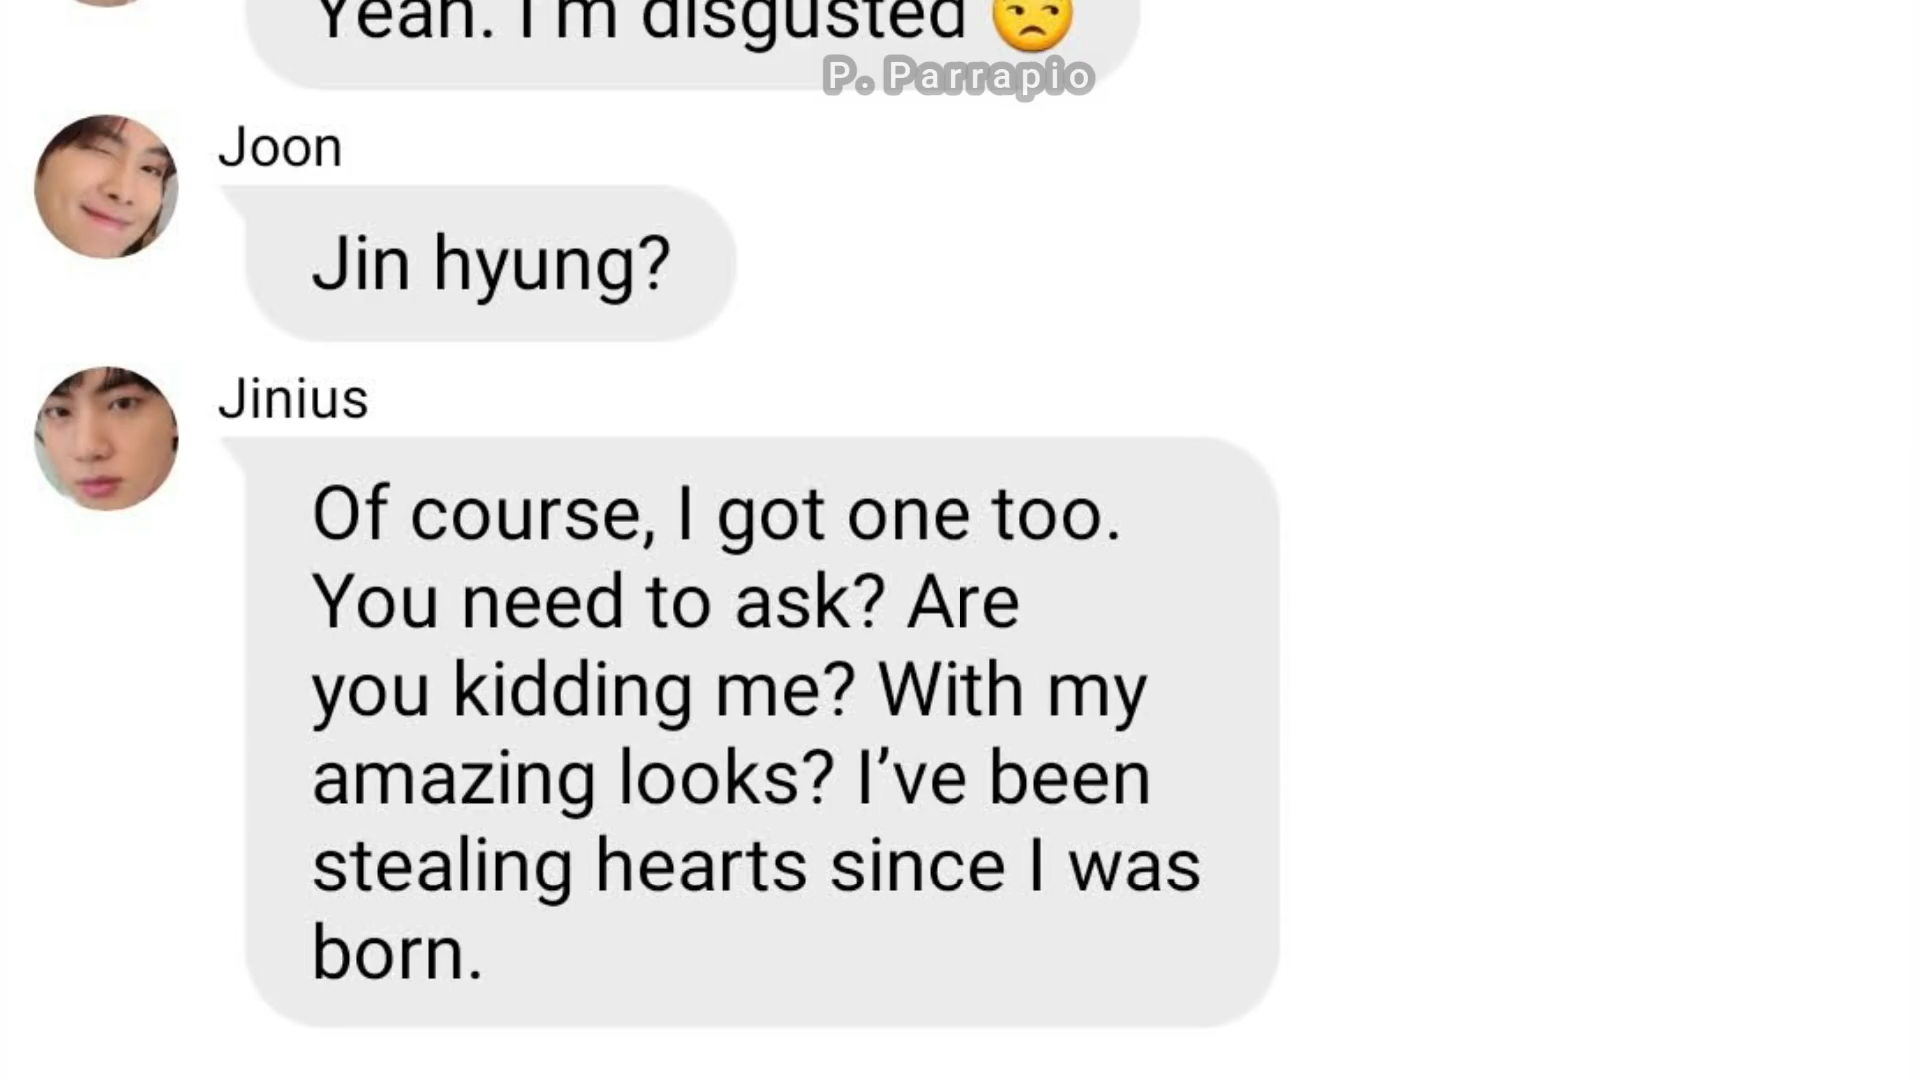 Yeah. I'm disgusted 😒
P. Parrapio
Joon
Jin hyung?
Jinius
Of course, I got one too.
You need to ask? Are
you kidding me? With my
amazing looks? I’ve been
stealing hearts since I was
born.